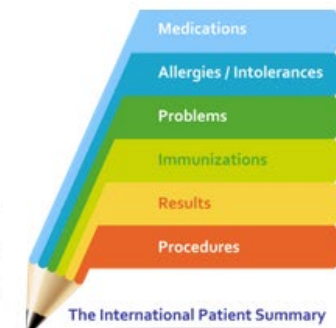 Medications
Allergies / Intolerances
Problems
Immunizations
Results
Procedures
The International Patient Summary